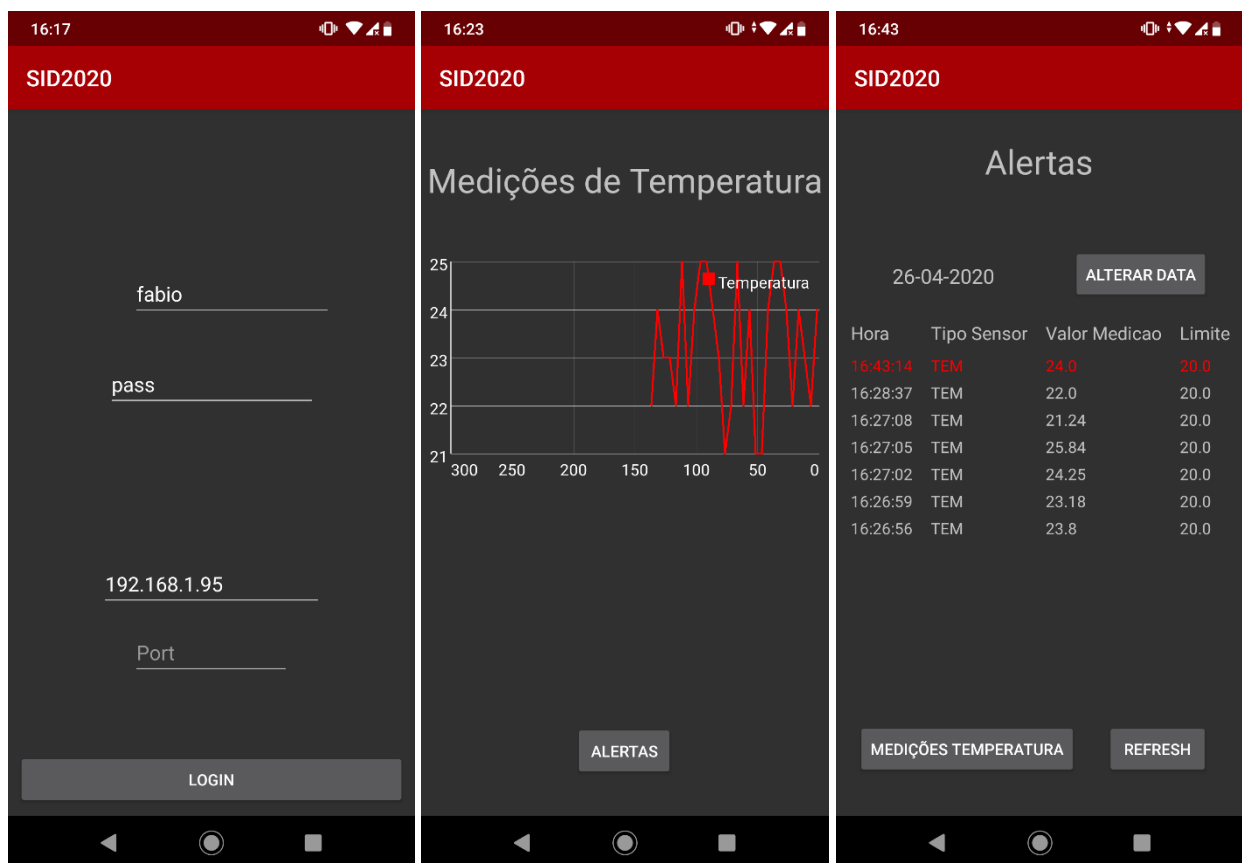 16:17
SID2020
fabio
pass
192.168.1.95
Port
LOGIN
16:23
SID2020
Medições de Temperatura
25
24
23
22
21
Temperatura
300 250 200 150 100 50 0
ALERTAS
16:43
SID2020
Alertas
26-04-2020 ALTERAR DATA
Hora Tipo Sensor Valor Medicao Limite
16:43:14 TEM 24.0 20.0
16:28:37 TEM 22.0 20.0
16:27:08 TEM 21.24 20.0
16:27:05 TEM 25.84 20.0
16:27:02 TEM 24.25 20.0
16:26:59 TEM 23.18 20.0
16:26:56 TEM 23.8 20.0
MEDIÇÕES TEMPERATURA REFRESH